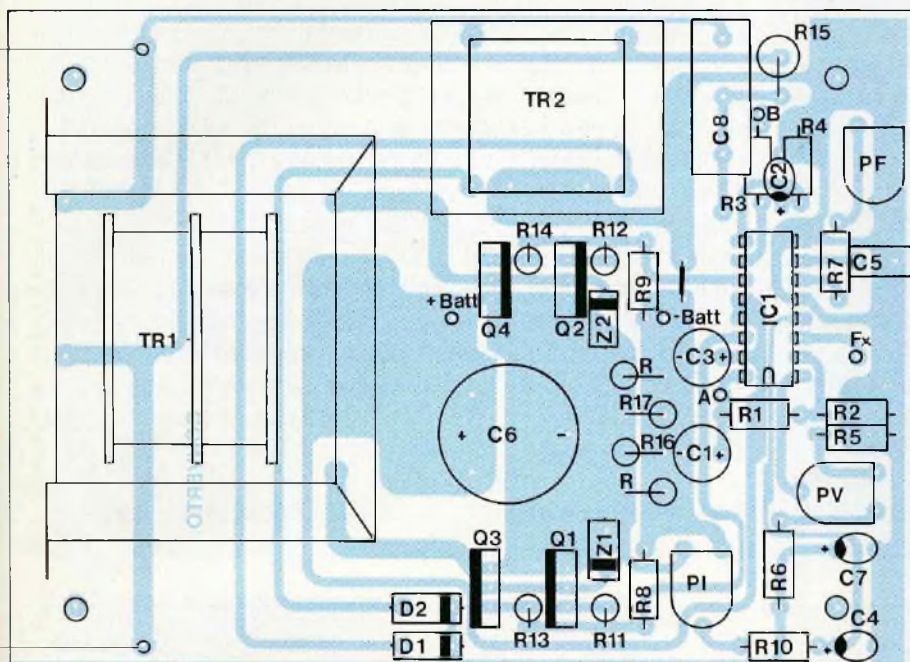 R15
TR2
C8
B
R4
C2
R3
+
PF
R14
R12
R9
R7
C5
IC1
+Batt
-Batt
Q4
Q2
Z2
TR1
Fx
-C3+
R
A
R17
R1
R2
+ C6 -
R16
-C1+
R5
R
PV
Q3
Q1
Z1
R8
PI
R6
+
C7
D2
C4
D1
R13
R11
R10
+